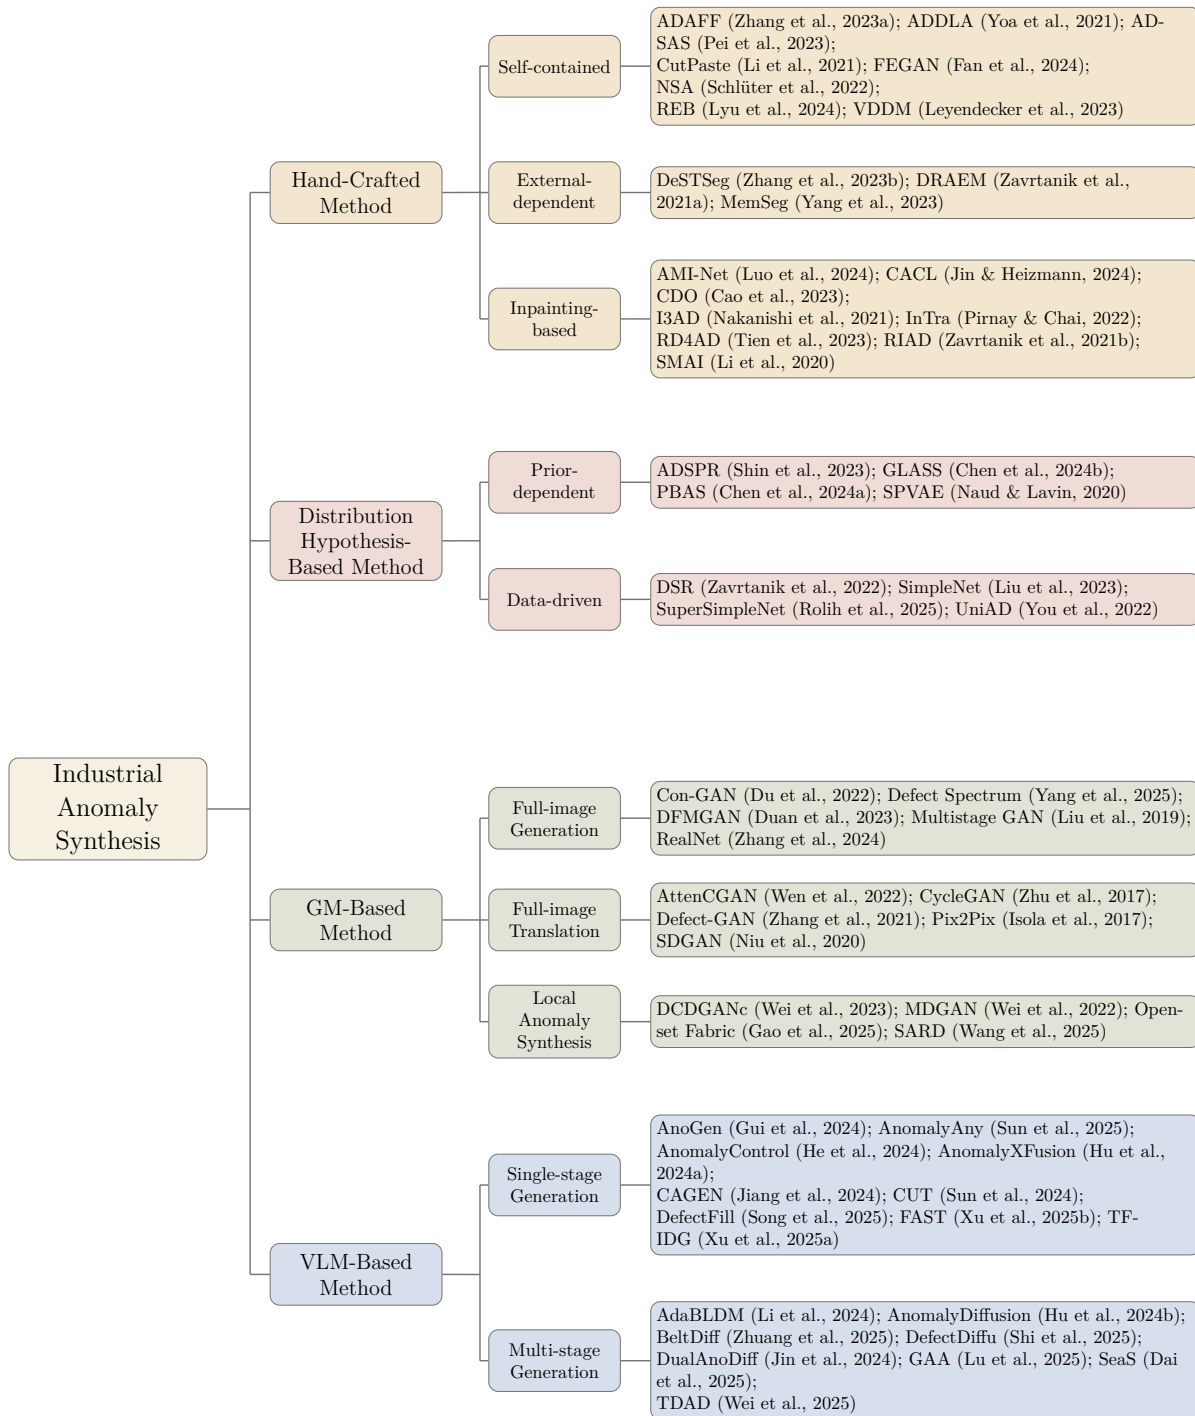 Industrial
Anomaly
Synthesis
Hand-Crafted
Method
Self-contained
ADAFF (Zhang et al., 2023a); ADDLA (Yoa et al., 2021); AD-
SAS (Pei et al., 2023);
CutPaste (Li et al., 2021); FEGAN (Fan et al., 2024);
NSA (Schlüter et al., 2022);
REB (Lyu et al., 2024); VDDM (Leyendecker et al., 2023)
External-
dependent
DeSTSeg (Zhang et al., 2023b); DRAEM (Zavrtanik et al.,
2021a); MemSeg (Yang et al., 2023)
Inpainting-
based
AMI-Net (Luo et al., 2024); CACL (Jin & Heizmann, 2024);
CDO (Cao et al., 2023);
I3AD (Nakanishi et al., 2021); InTra (Pirnay & Chai, 2022);
RD4AD (Tien et al., 2023); RIAD (Zavrtanik et al., 2021b);
SMAI (Li et al., 2020)
Distribution
Hypothesis-
Based Method
Prior-
dependent
ADSPR (Shin et al., 2023); GLASS (Chen et al., 2024b);
PBAS (Chen et al., 2024a); SPVAE (Naud & Lavin, 2020)
Data-driven
DSR (Zavrtanik et al., 2022); SimpleNet (Liu et al., 2023);
SuperSimpleNet (Rolih et al., 2025); UniAD (You et al., 2022)
GM-Based
Method
Full-image
Generation
Con-GAN (Du et al., 2022); Defect Spectrum (Yang et al., 2025);
DFMGAN (Duan et al., 2023); Multistage GAN (Liu et al., 2019);
RealNet (Zhang et al., 2024)
Full-image
Translation
AttenCGAN (Wen et al., 2022); CycleGAN (Zhu et al., 2017);
Defect-GAN (Zhang et al., 2021); Pix2Pix (Isola et al., 2017);
SDGAN (Niu et al., 2020)
Local
Anomaly
Synthesis
DCDGANc (Wei et al., 2023); MDGAN (Wei et al., 2022); Open-
set Fabric (Gao et al., 2025); SARD (Wang et al., 2025)
VLM-Based
Method
Single-stage
Generation
AnoGen (Gui et al., 2024); AnomalyAny (Sun et al., 2025);
AnomalyControl (He et al., 2024); AnomalyXFusion (Hu et al.,
2024a);
CAGEN (Jiang et al., 2024); CUT (Sun et al., 2024);
DefectFill (Song et al., 2025); FAST (Xu et al., 2025b); TF-
IDG (Xu et al., 2025a)
Multi-stage
Generation
AdaBLDM (Li et al., 2024); AnomalyDiffusion (Hu et al., 2024b);
BeltDiff (Zhuang et al., 2025); DefectDiffu (Shi et al., 2025);
DualAnoDiff (Jin et al., 2024); GAA (Lu et al., 2025); SeaS (Dai
et al., 2025);
TDAD (Wei et al., 2025)